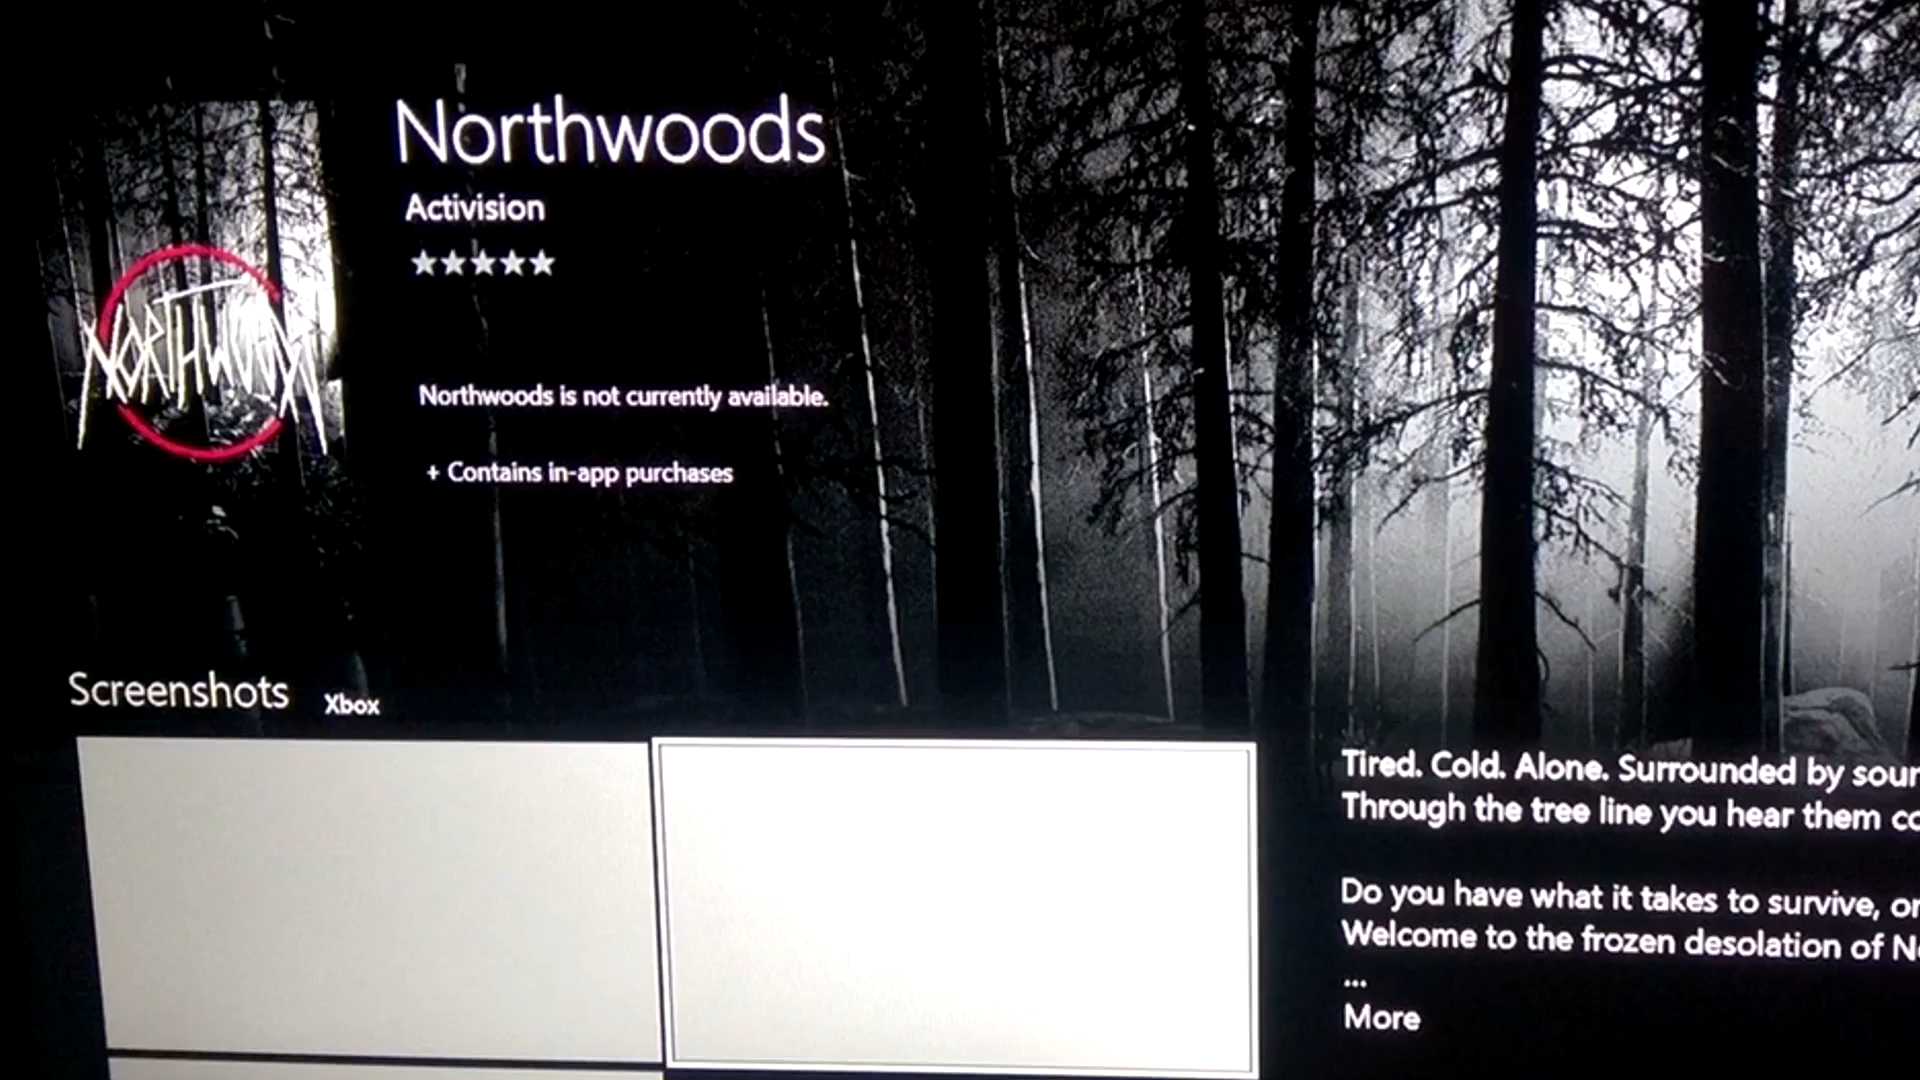 Northwoods
Activision
NORTHWOODS
Northwoods is not currently available.
+ Contains in-app purchases
Screenshots Xbox
Tired. Cold. Alone. Surrounded by
Through the tree line you hear them
Do you have what it takes to survive, or
Welcome to the frozen desolation of
...
More